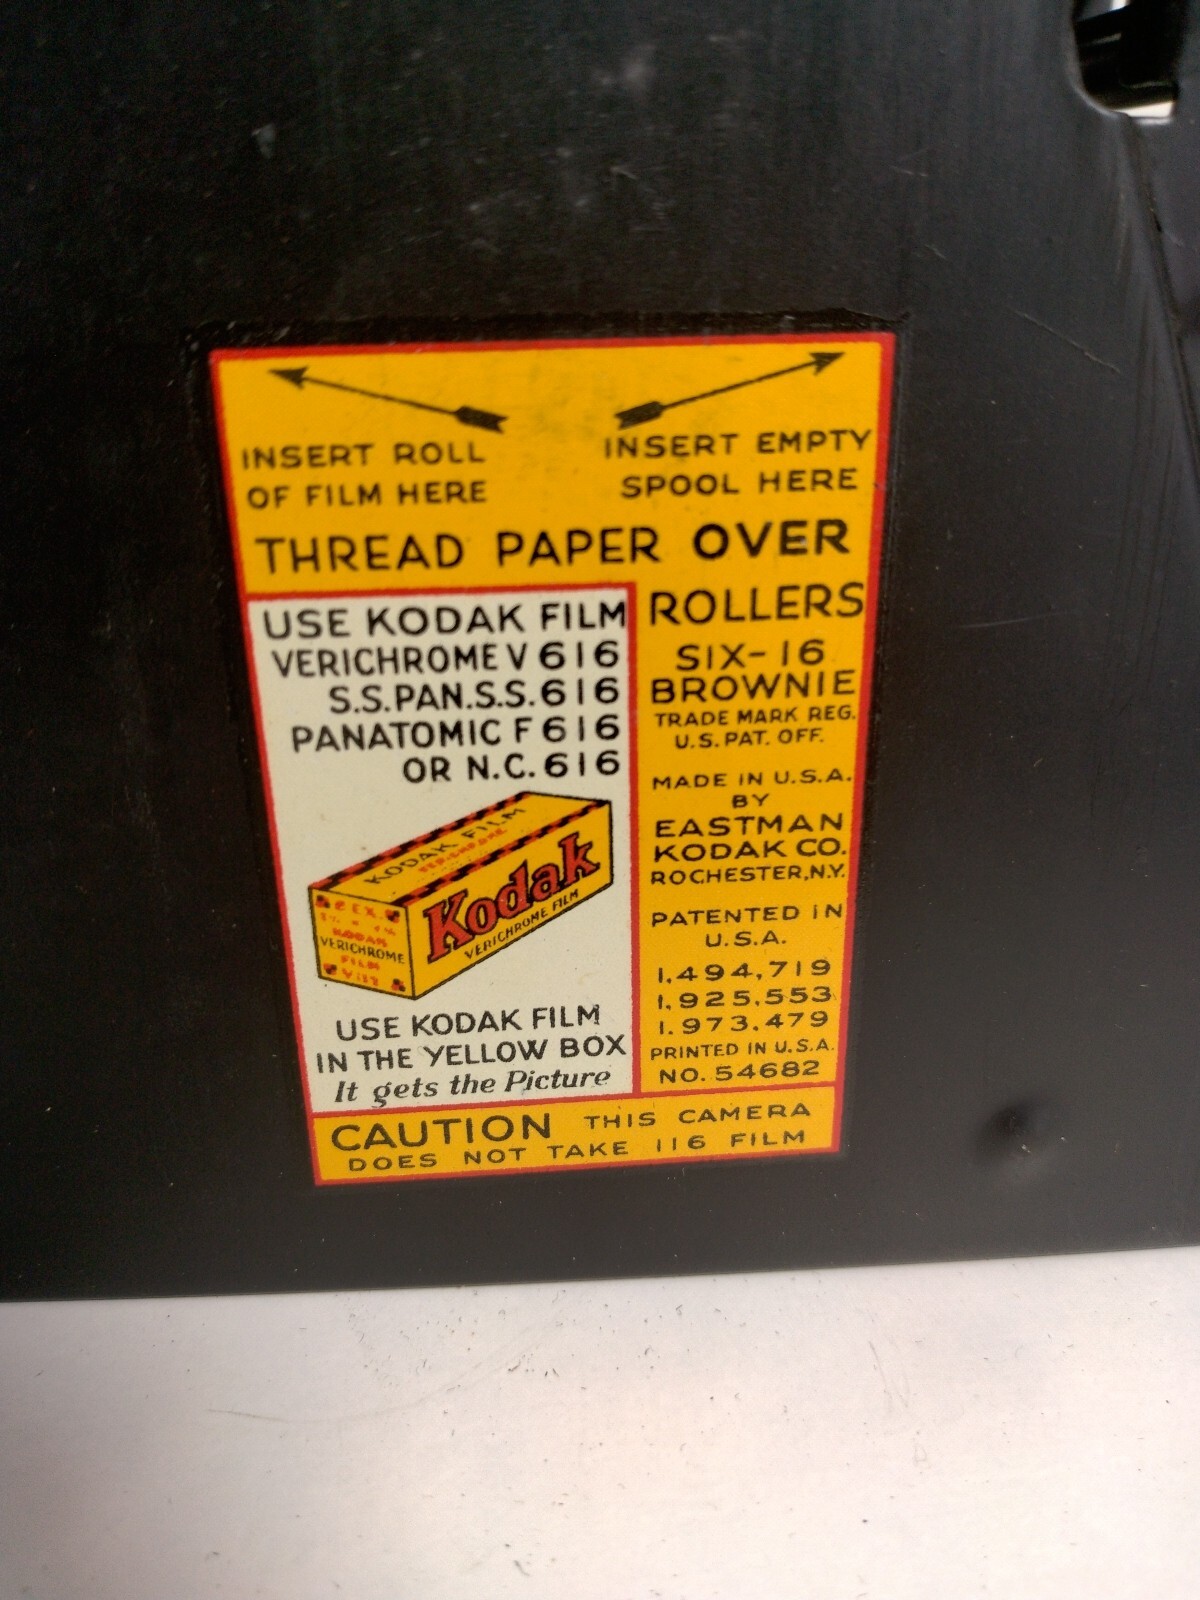 INSERT ROLL
OF FILM HERE
INSERT EMPTY
SPOOL HERE
THREAD PAPER OVER
ROLLERS
USE KODAK FILM
VERICHROME V 616
S.S.PAN.S.S.616
PANATOMIC F 616
OR N.C.616
KODAK FILM
VERICHROME
Kodak
VERICHROME FILM
KODAK
VERICHROME
FILM
USE KODAK FILM
IN THE YELLOW BOX
It gets the Picture
SIX-16
BROWNIE
TRADE MARK REG.
U.S. PAT. OFF.
MADE IN U.S.A.
BY
EASTMAN
KODAK CO.
ROCHESTER,N.Y.
PATENTED IN
U.S.A.
1,494,719
1,925,553
1.973.479
PRINTED IN U.S.A.
NO. 54682
CAUTION THIS CAMERA
DOES NOT TAKE 116 FILM